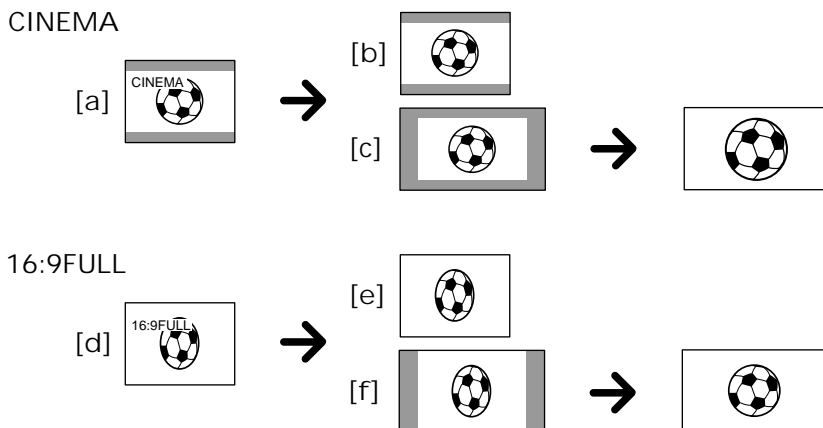 CINEMA
[a]
CINEMA
[b]
[c]
16:9FULL
[d]
16:9FULL
[e]
[f]